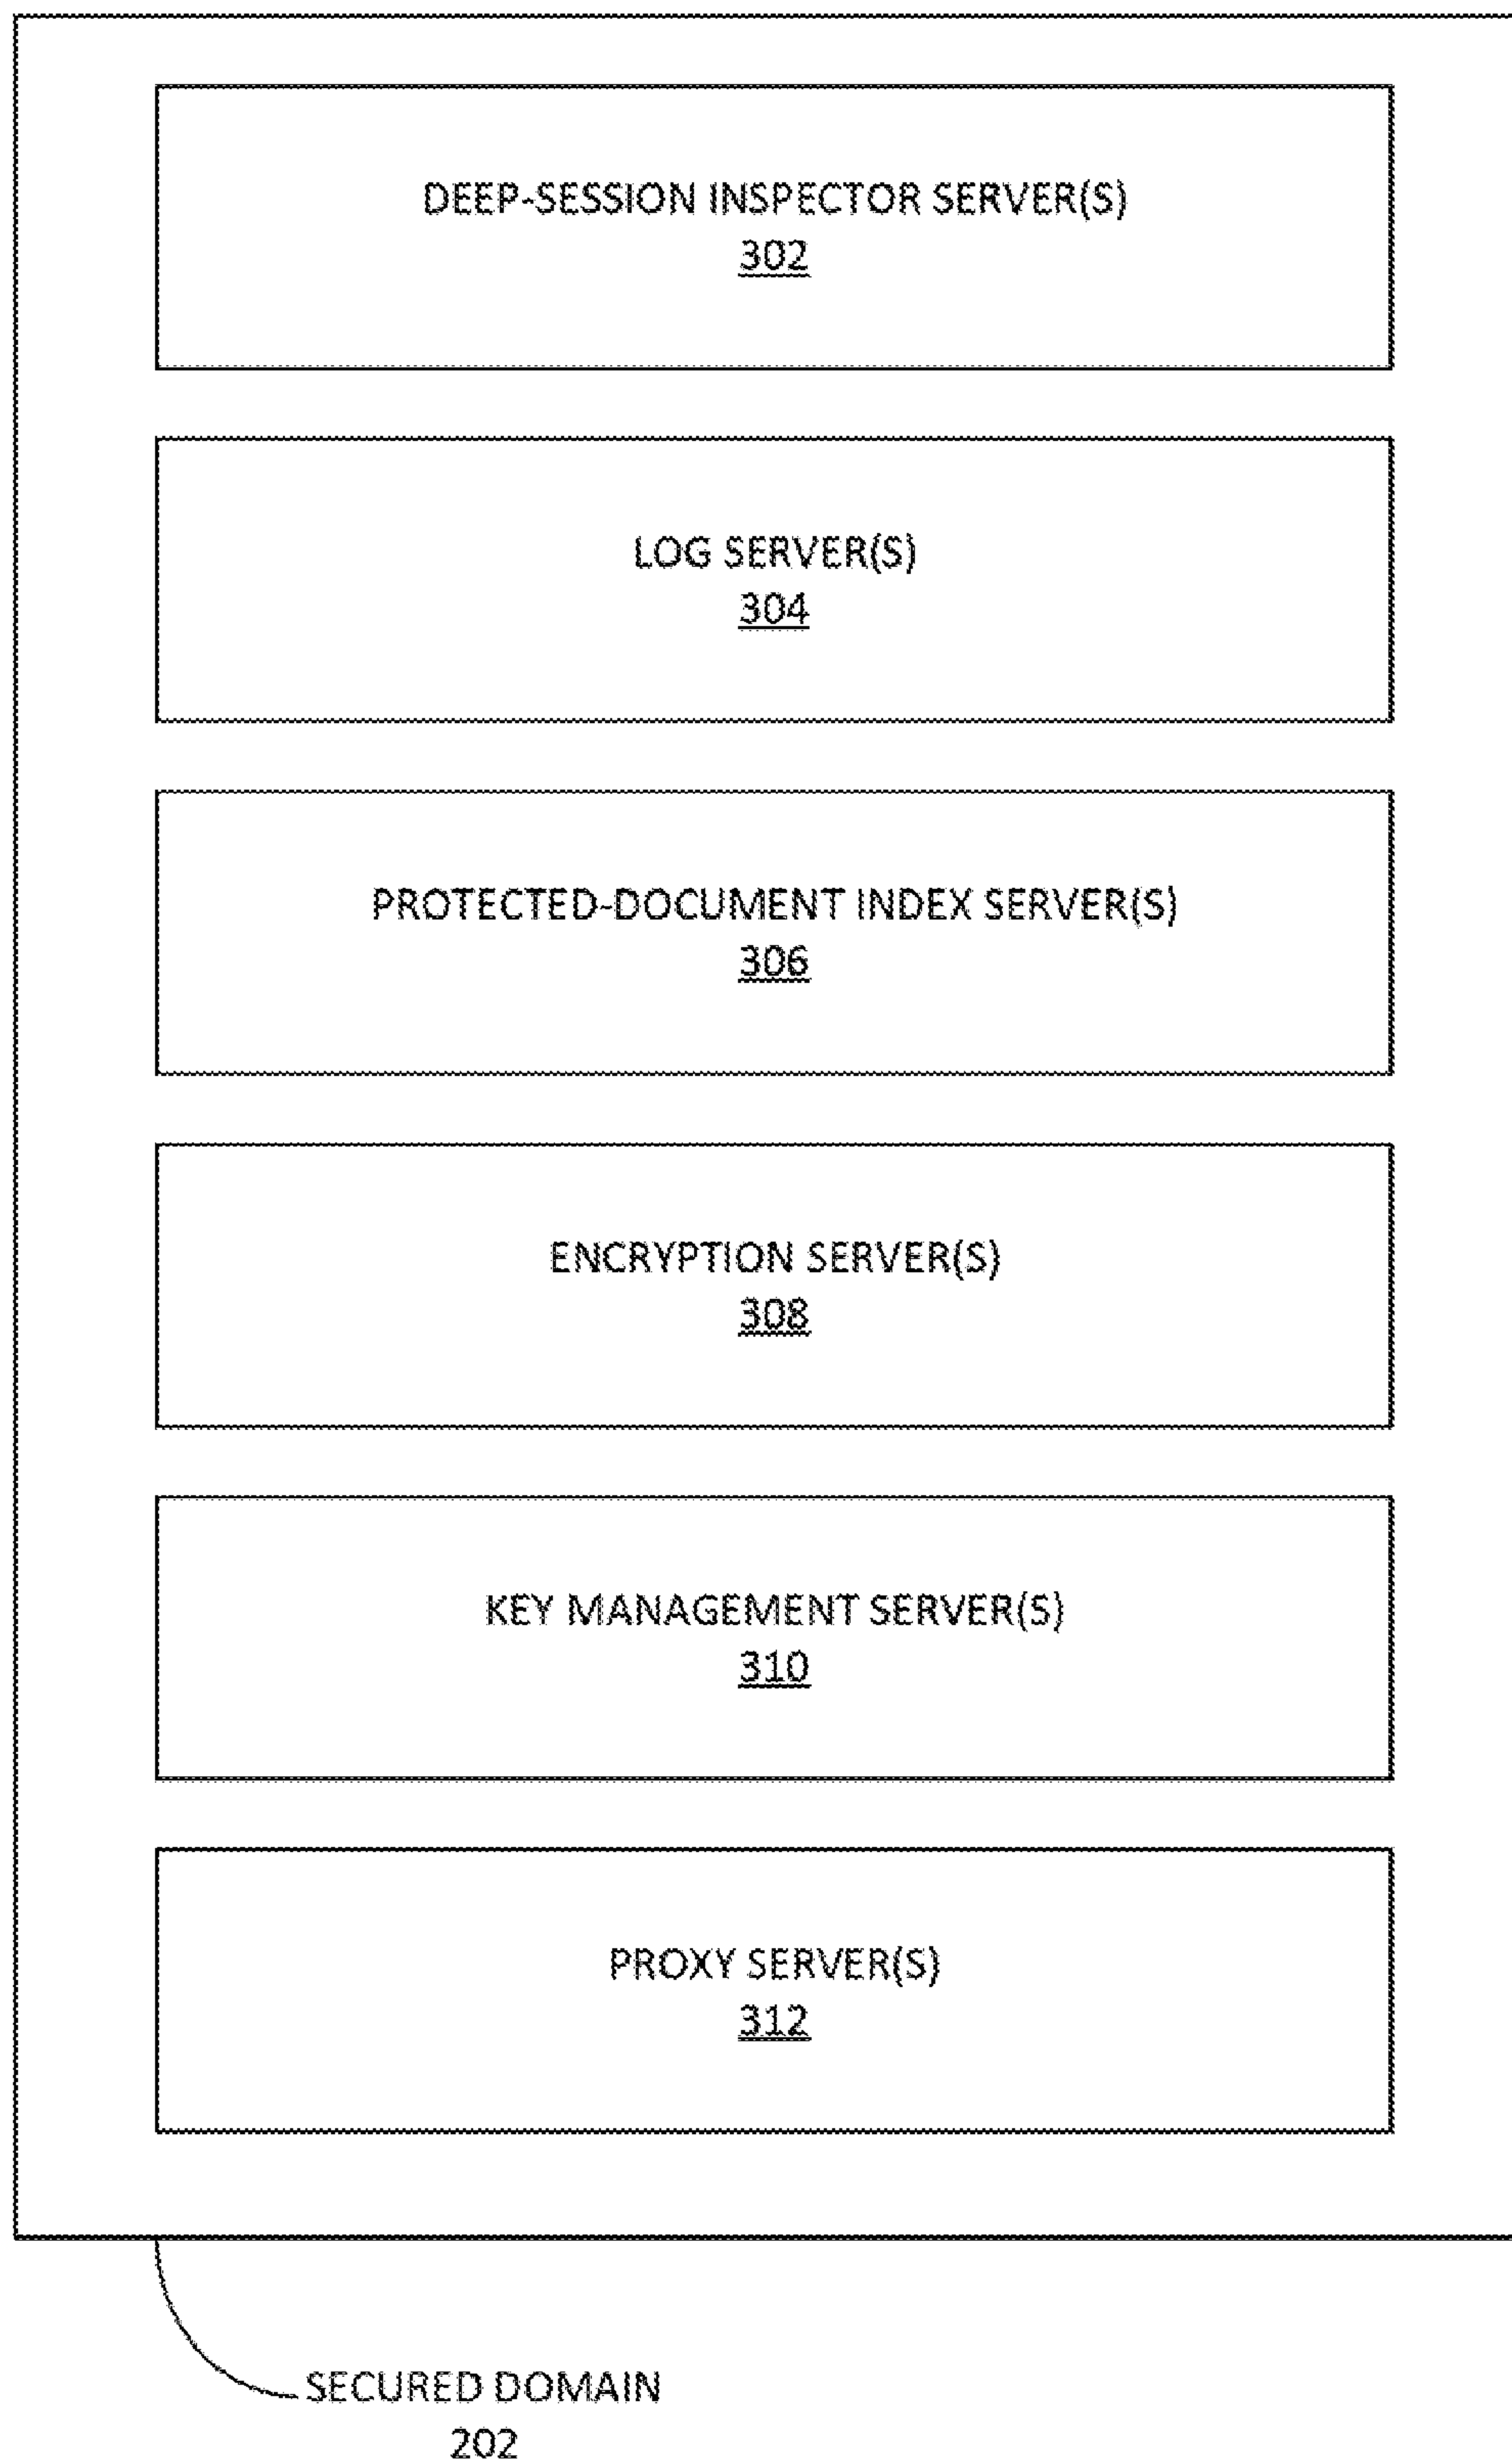 DEEP-SESSION INSPECTOR SERVER(S)
302
LOG SERVER(S)
304
PROTECTED-DOCUMENT INDEX SERVER(S)
306
ENCRYPTION SERVER(S)
308
KEY MANAGEMENT SERVER(S)
310
PROXY SERVER(S)
312
SECURED DOMAIN
202